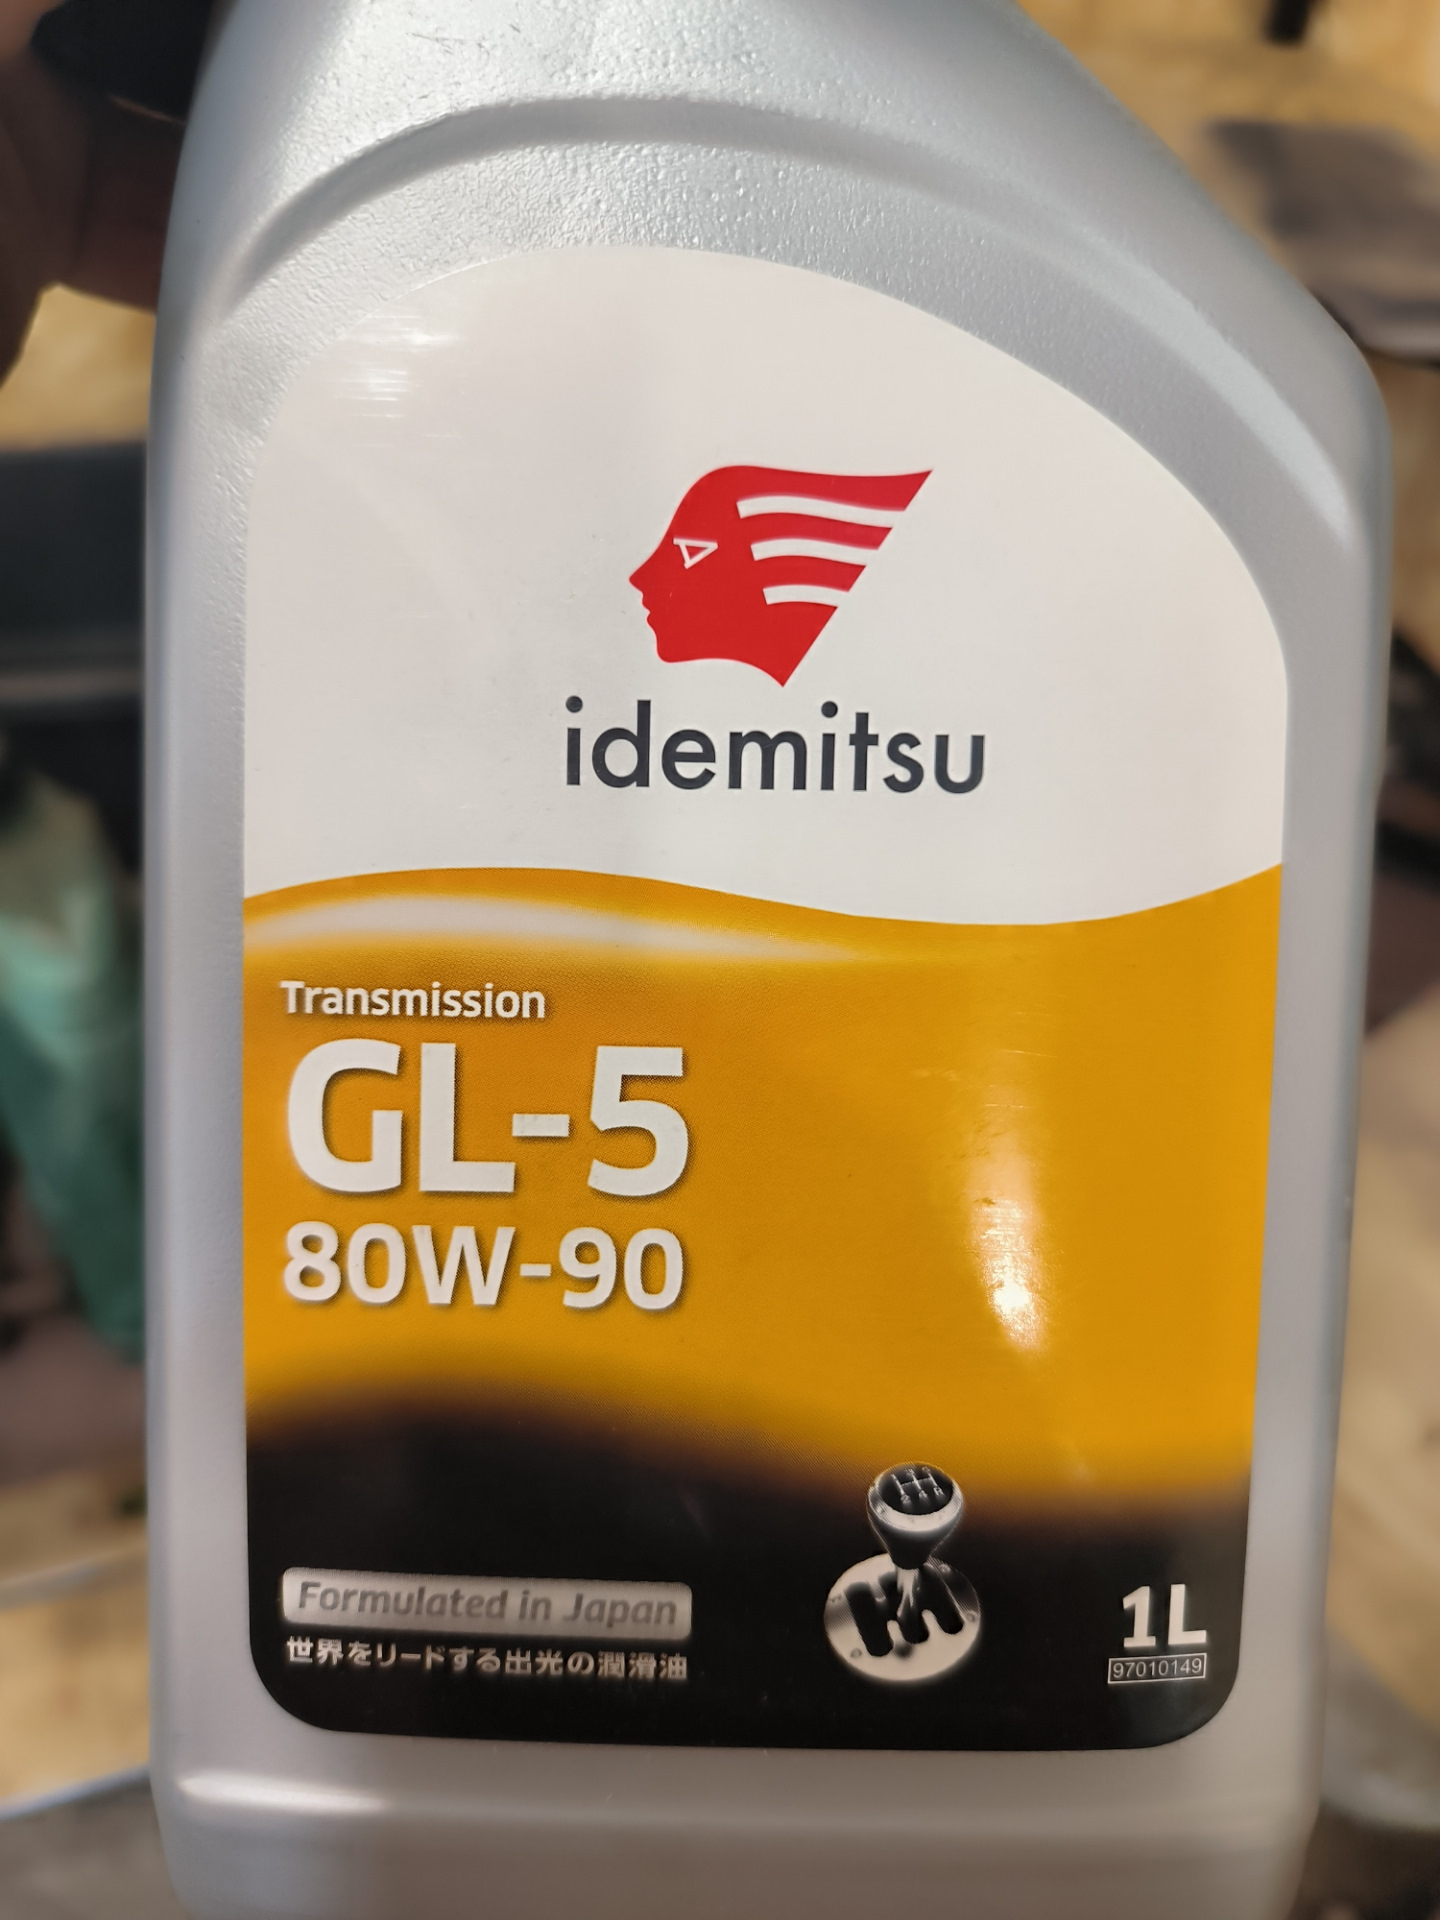 idemitsu
Transmission
GL-5
80W-90
Formulated in Japan
世界をリードする出光の潤滑油
1L
97010149